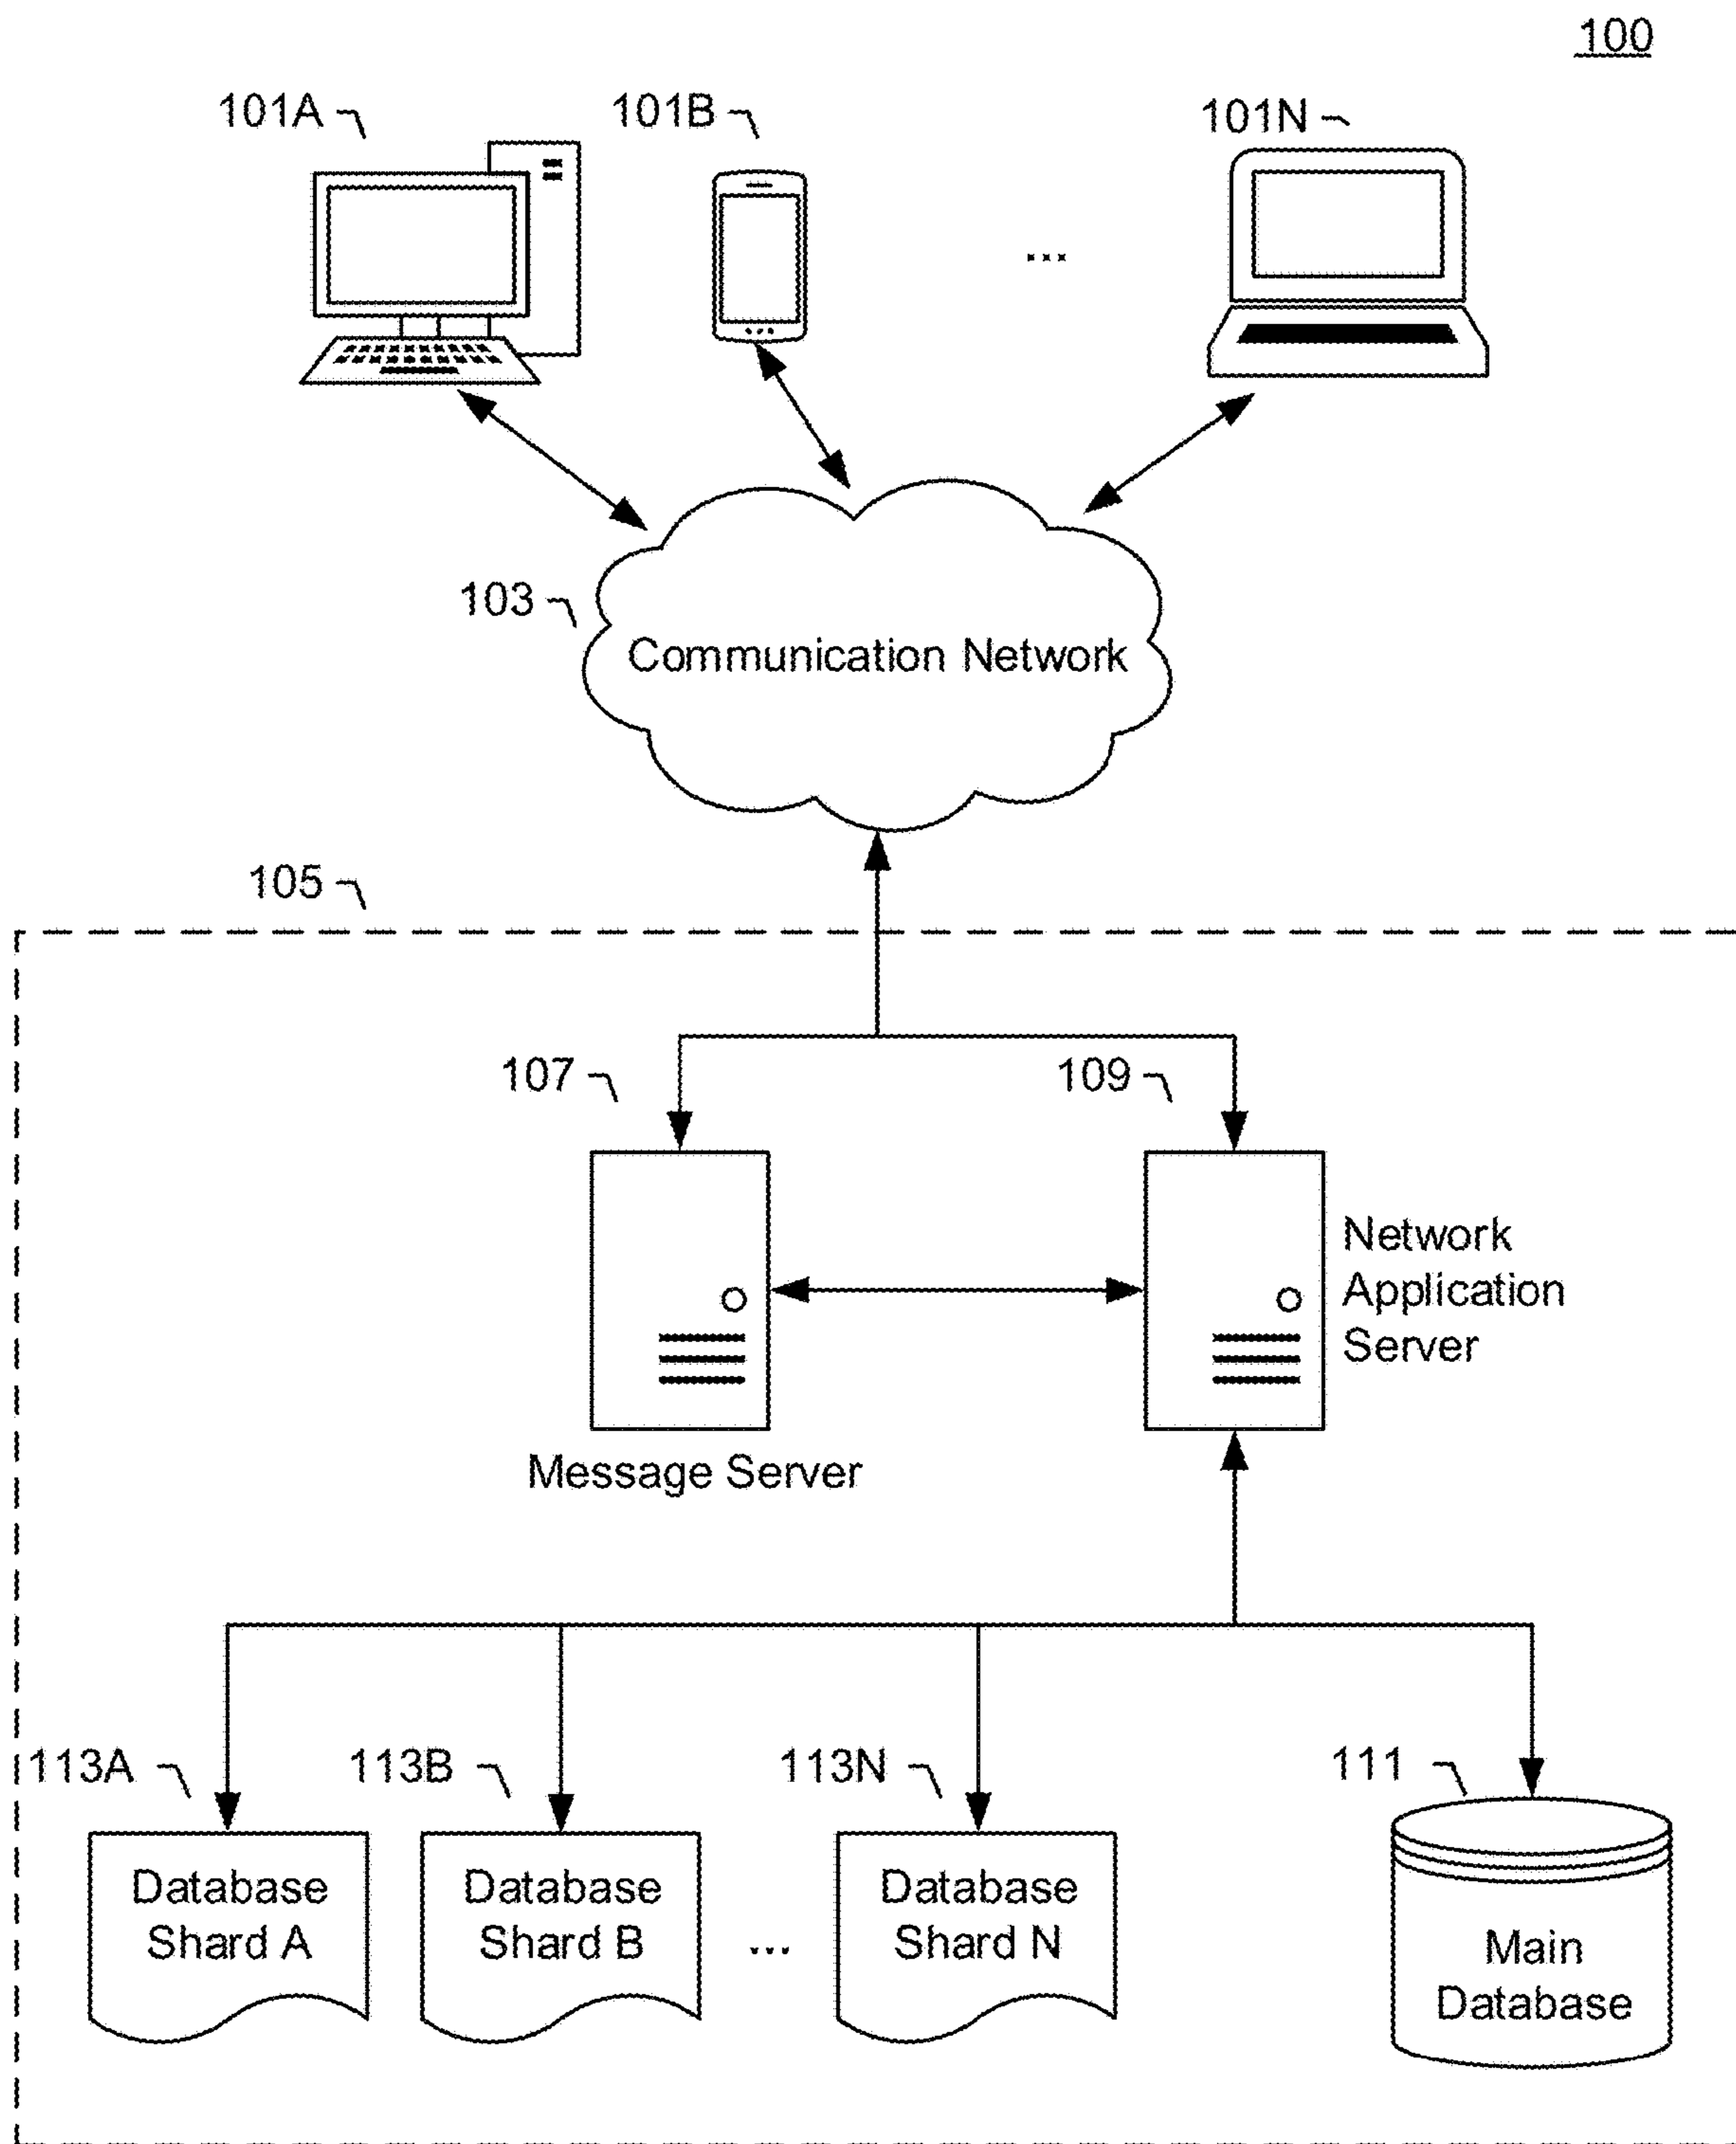 100
101A
101B
101N
...
103
Communication Network
105
107
109
Network
Application
Server
Message Server
113A
113B
113N
111
Database
Shard A
Database
Shard B
...
Database
Shard N
Main
Database